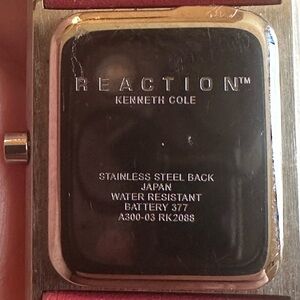 REACTION™
KENNETH COLE
STAINLESS STEEL BACK
JAPAN
WATER RESISTANT
BATTERY 377
A300-03 RK2088